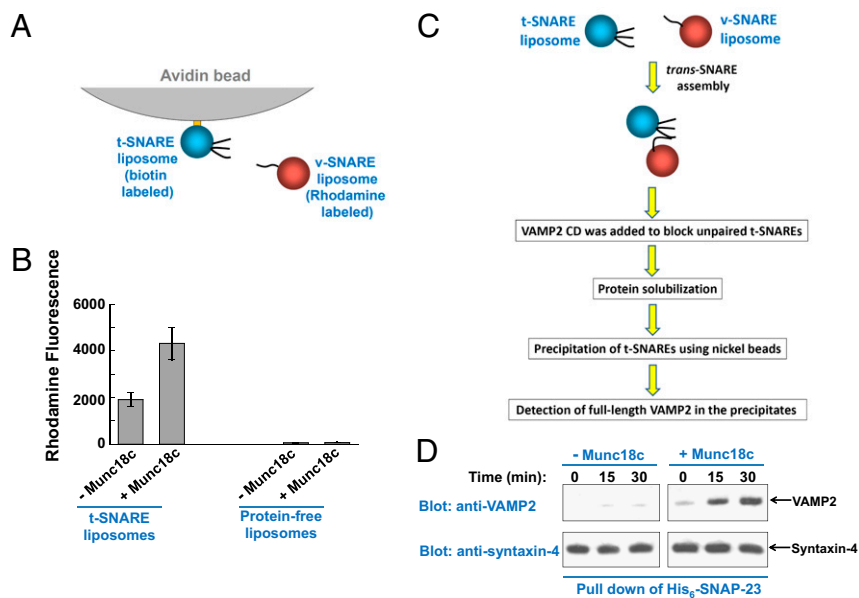 A
Avidin bead
t-SNARE
liposome
(biotin
labeled)
v-SNARE
liposome
(Rhodamine
labeled)
B
Rhodamine Fluorescence
6000
4000
2000
0
- Munc18c
+ Munc18c
- Munc18c
+ Munc18c
t-SNARE
liposomes
Protein-free
liposomes
C
t-SNARE
liposome
v-SNARE
liposome
trans-SNARE
assembly
VAMP2 CD was added to block unpaired t-SNAREs
Protein solubilization
Precipitation of t-SNAREs using nickel beads
Detection of full-length VAMP2 in the precipitates
D
- Munc18c
+ Munc18c
Time (min): 0 15 30 0 15 30
Blot: anti-VAMP2
VAMP2
Blot: anti-syntaxin-4
Syntaxin-4
Pull down of His₆-SNAP-23